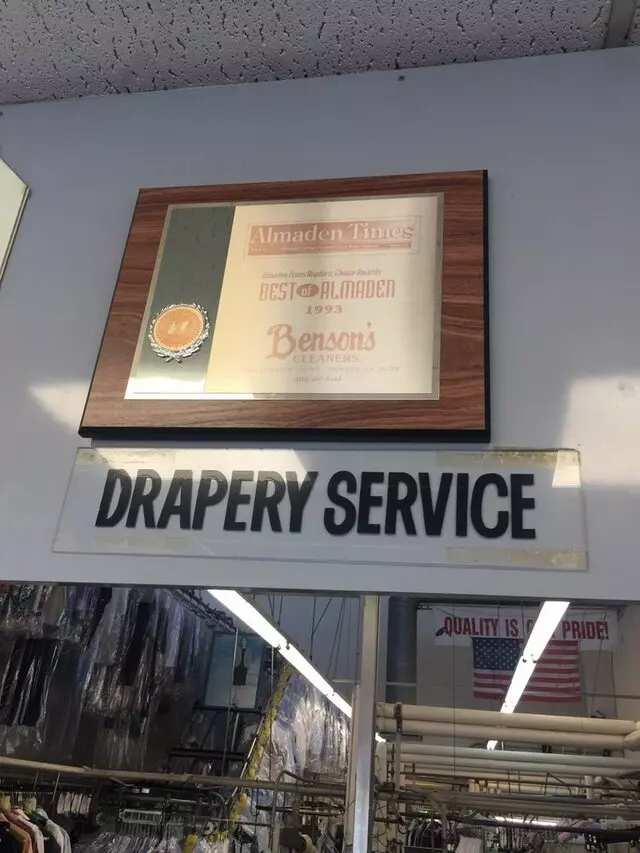 Almaden Times
Almaden Times Readers Choice Awards
BEST OF ALMADEN
1993
Benson's
CLEANERS
DRAPERY SERVICE
QUALITY IS PRIDE!